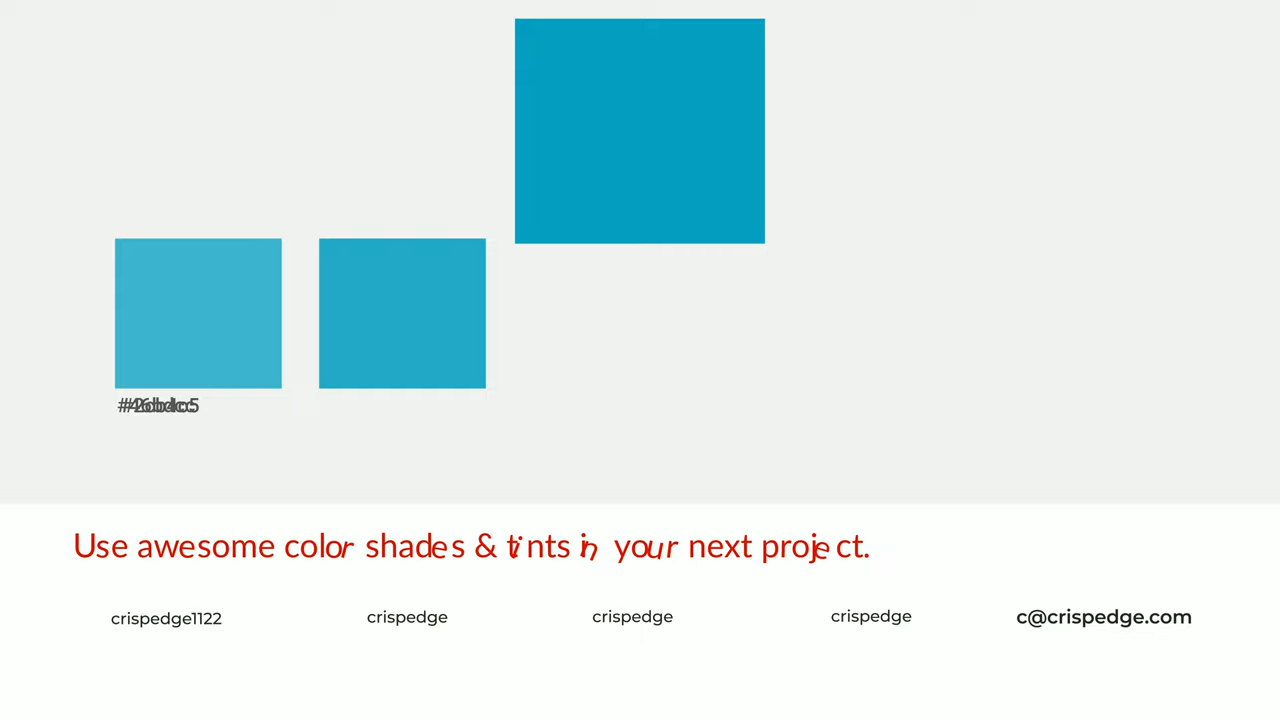 Use awesome color shades & tints in your next project.
crispedge1122 crispedge crispedge crispedge c@crispedge.com